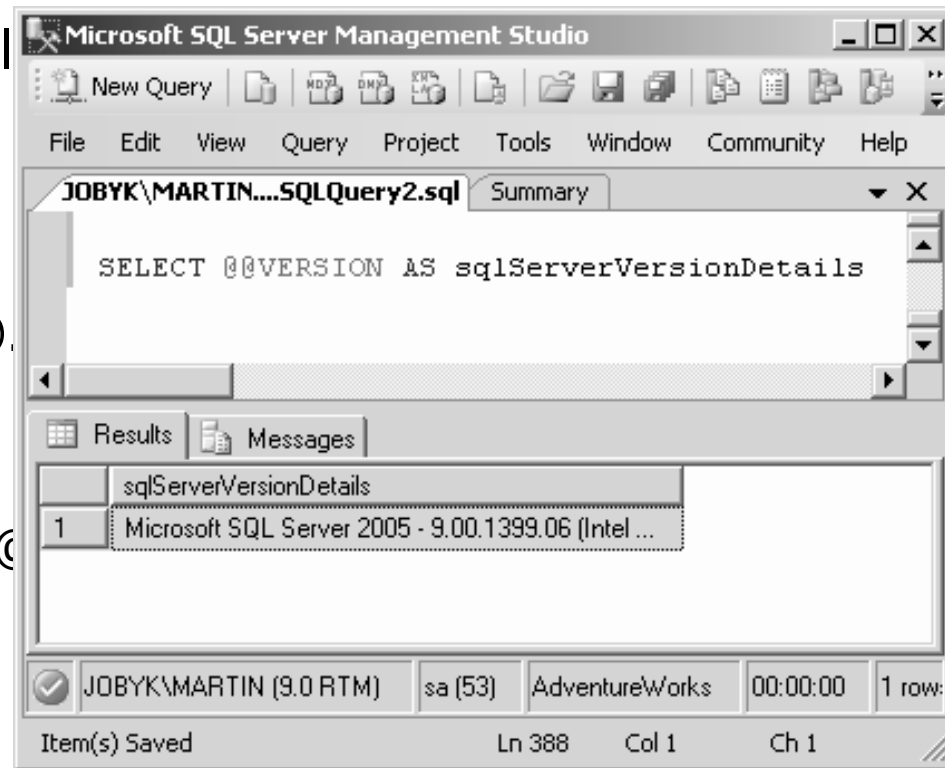 Microsoft SQL Server Management Studio
New Query
File Edit View Query Project Tools Window Community Help
JOBYK\MARTIN....SQLQuery2.sql Summary
SELECT @@VERSION AS sqlServerVersionDetails
Results Messages
sqlServerVersionDetails
1 Microsoft SQL Server 2005 - 9.00.1399.06 (Intel ...
JOBYK\MARTIN (9.0 RTM) sa (53) AdventureWorks 00:00:00 1 row
Item(s) Saved Ln 388 Col 1 Ch 1